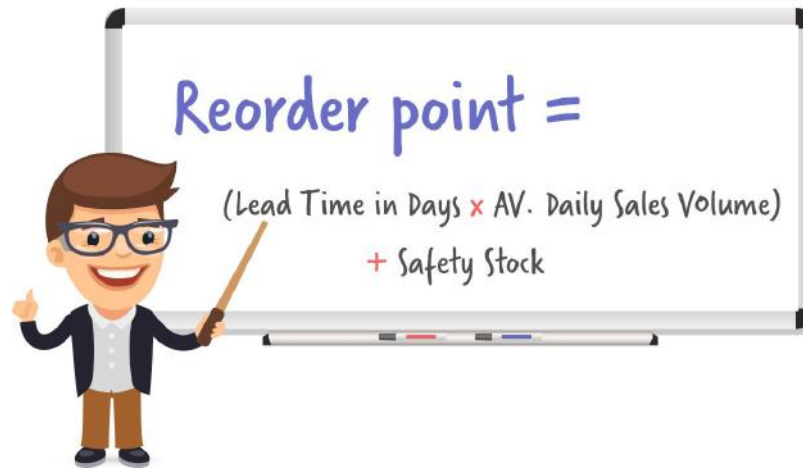 Reorder point =
(Lead Time in Days x AV. Daily Sales Volume)
+ Safety Stock